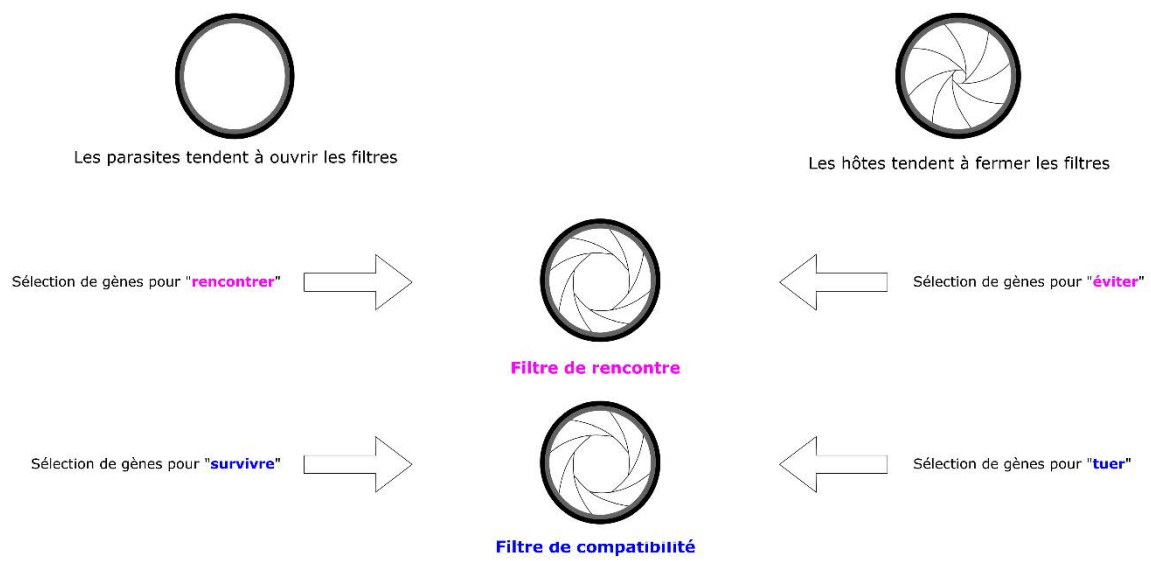 Les parasites tendent à ouvrir les filtres
Les hôtes tendent à fermer les filtres
Sélection de gènes pour "rencontrer"
Sélection de gènes pour "éviter"
Filtre de rencontre
Sélection de gènes pour "survivre"
Sélection de gènes pour "tuer"
Filtre de compatibilité